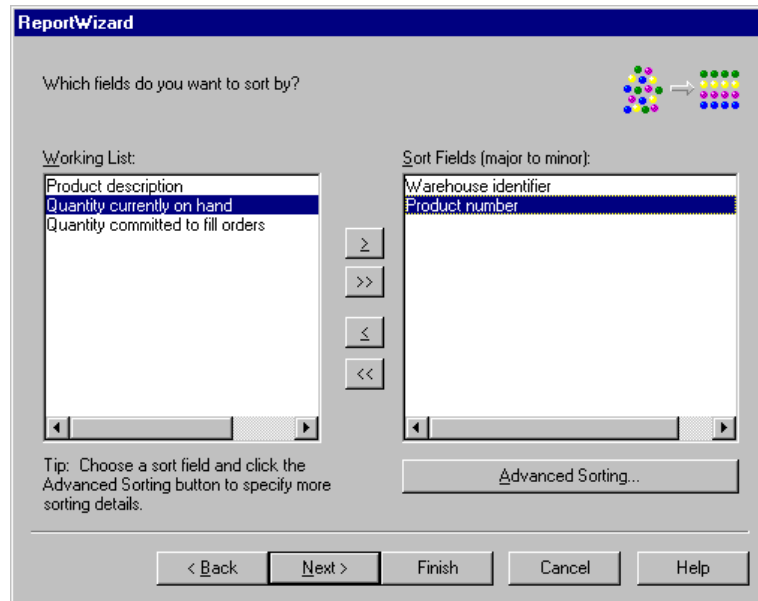 ReportWizard
Which fields do you want to sort by?
Working List:
Product description
Quantity currently on hand
Quantity committed to fill orders
>
>>
<
<<
Sort Fields (major to minor):
Warehouse identifier
Product number
Tip:  Choose a sort field and click the
Advanced Sorting button to specify more
sorting details.
Advanced Sorting...
< Back
Next >
Finish
Cancel
Help